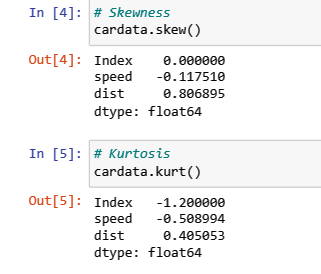 In [4]: # Skewness
cardata.skew()
Out[4]: Index    0.000000
speed   -0.117510
dist     0.806895
dtype: float64
In [5]: # Kurtosis
cardata.kurt()
Out[5]: Index   -1.200000
speed   -0.508994
dist     0.405053
dtype: float64